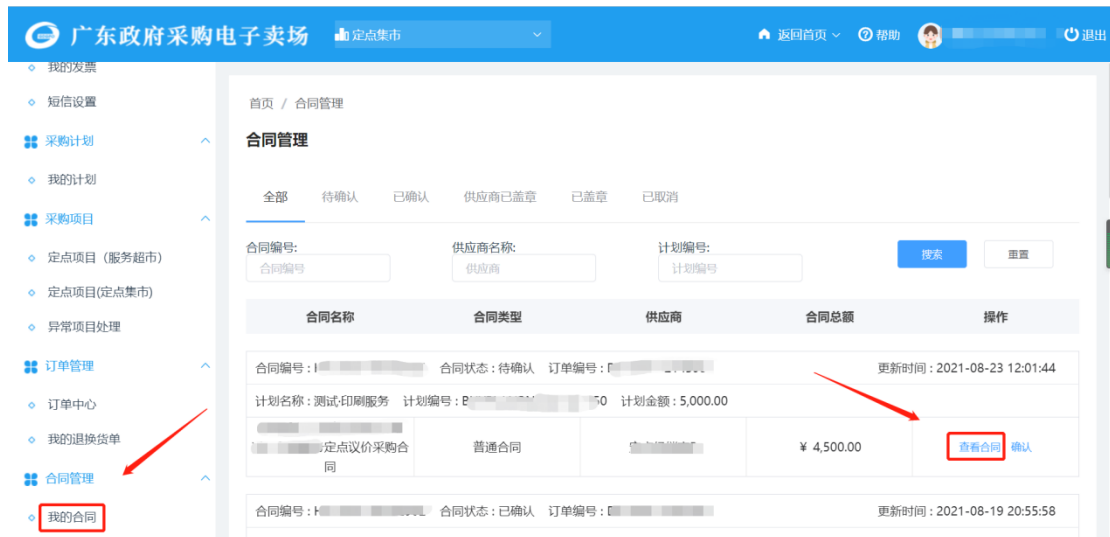 广东政府采购电子卖场
定点集市
返回首页
帮助
退出
我的发票
短信设置
采购计划
我的计划
采购项目
定点项目（服务超市）
定点项目(定点集市)
异常项目处理
订单管理
订单中心
我的退换货单
合同管理
我的合同
首页 / 合同管理
合同管理
全部 待确认 已确认 供应商已盖章 已盖章 已取消
合同编号: 供应商名称: 计划编号:
合同编号 供应商 计划编号 搜索 重置
合同名称 合同类型 供应商 合同总额 操作
合同编号 : 合同状态 : 待确认 订单编号 : 更新时间 : 2021-08-23 12:01:44
计划名称 : 测试-印刷服务 计划编号 : 计划金额 : 5,000.00
定点议价采购合同 普通合同 ¥ 4,500.00 查看合同 确认
合同编号 : 合同状态 : 已确认 订单编号 : 更新时间 : 2021-08-19 20:55:58